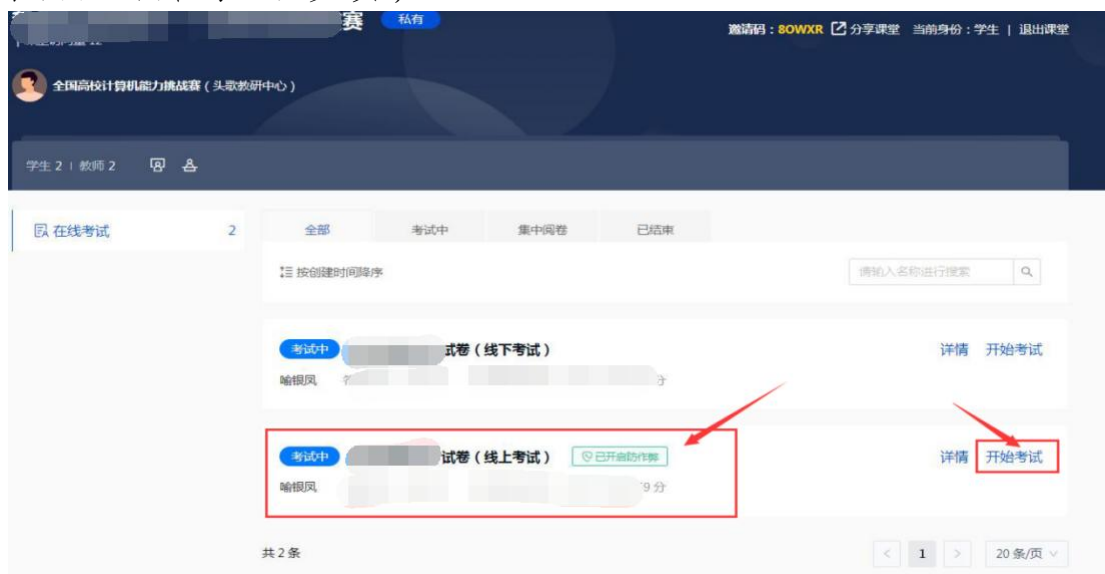 赛 私有
邀请码：8OWXR 分享课堂 当前身份：学生 | 退出课堂
全国高校计算机能力挑战赛（头歌教研中心）
学生 2 | 教师 2
在线考试 2
全部 考试中 集中阅卷 已结束
按创建时间降序
请输入名称进行搜索
考试中 试卷（线下考试） 详情 开始考试
喻银凤
考试中 试卷（线上考试） 已开启防作弊 详情 开始考试
喻银凤 9 分
共 2 条
< 1 > 20 条/页